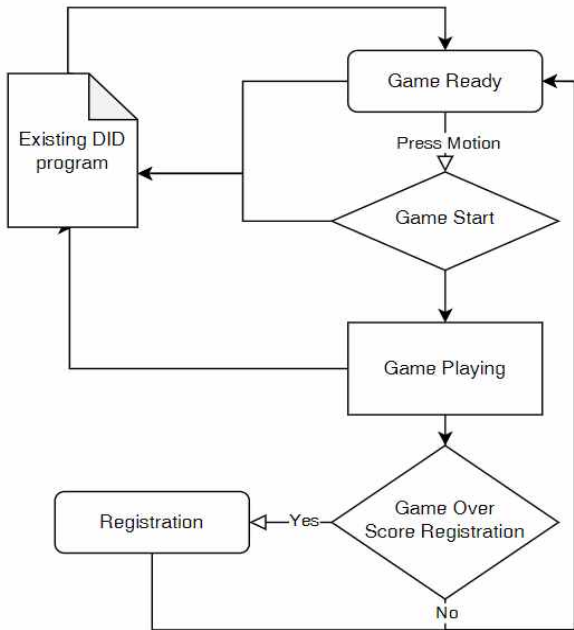 Game Ready
Existing DID
program
Press Motion
Game Start
Game Playing
Game Over
Score Registration
Registration
Yes
No